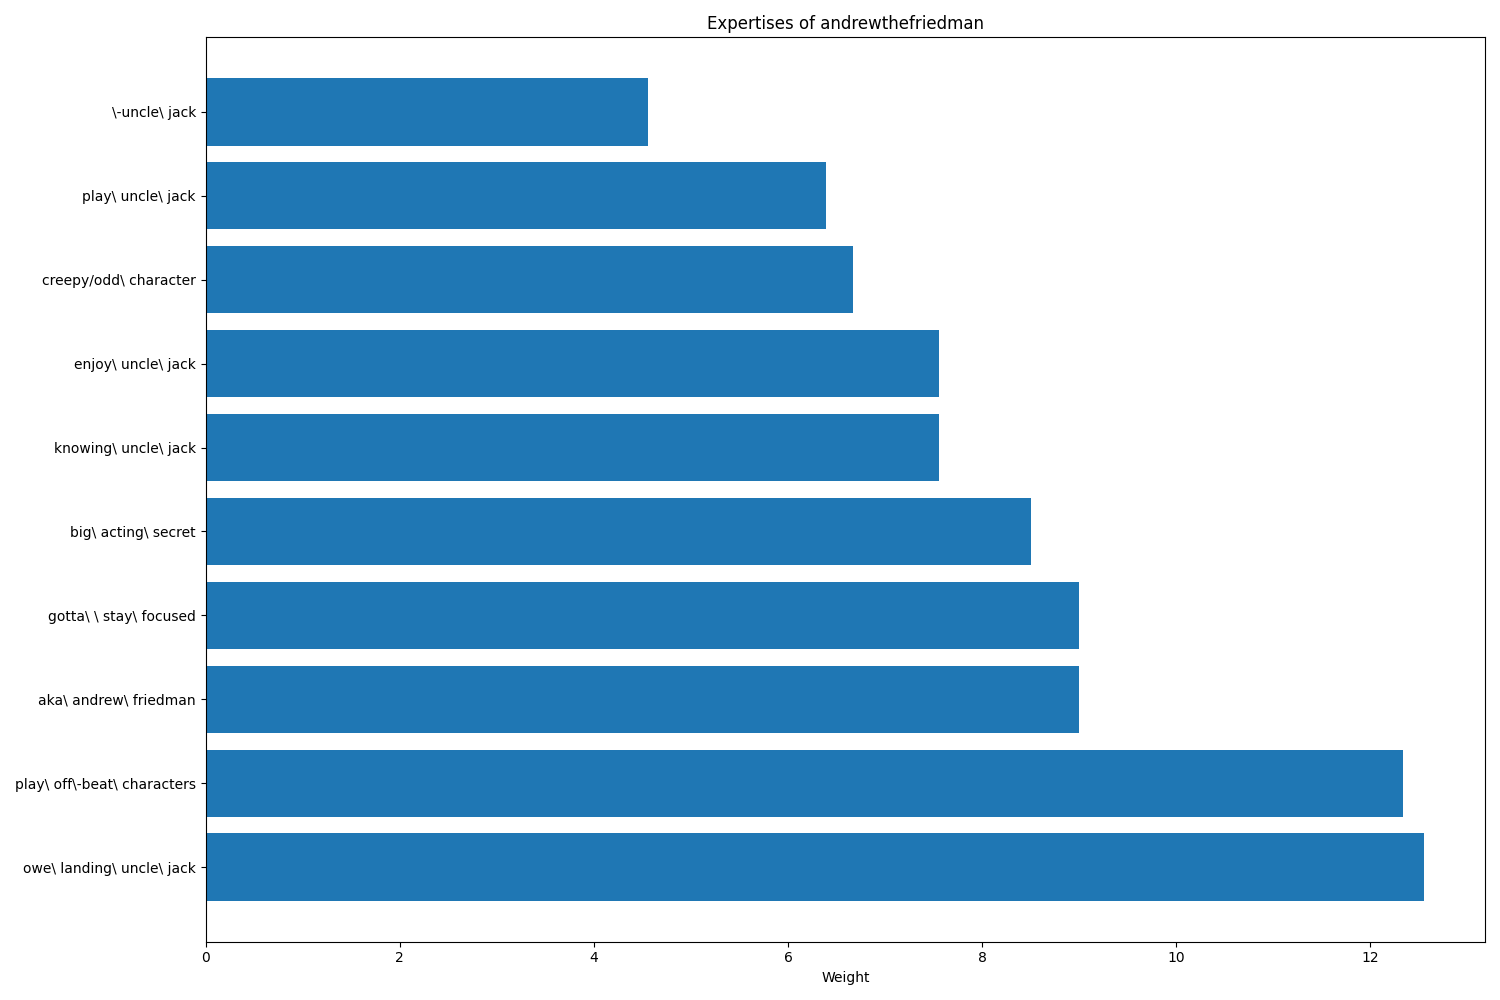 Expertises of andrewthefriedman
\-uncle\ jack
play\ uncle\ jack
creepy/odd\ character
enjoy\ uncle\ jack
knowing\ uncle\ jack
big\ acting\ secret
gotta\ \ stay\ focused
aka\ andrew\ friedman
play\ off\-beat\ characters
owe\ landing\ uncle\ jack
0 2 4 6 8 10 12
Weight